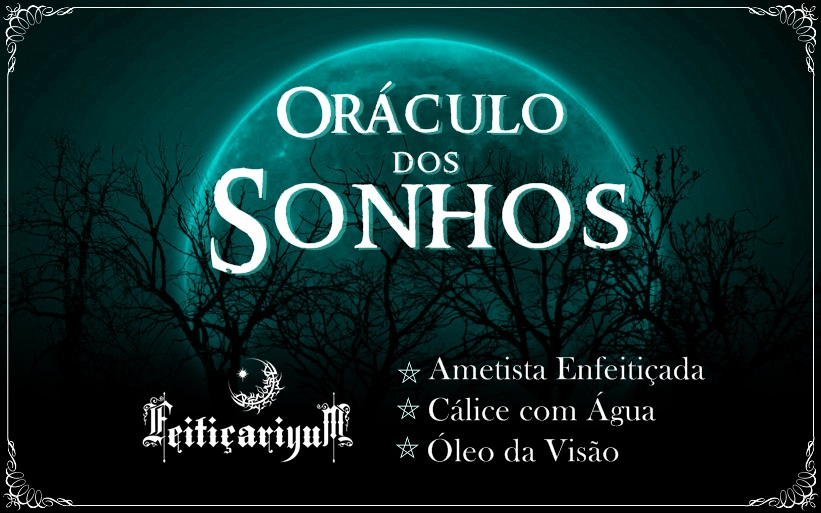 ORÁCULO
DOS
SONHOS
Ametista Enfeitiçada
Cálice com Água
Óleo da Visão
FeitiçariyuM